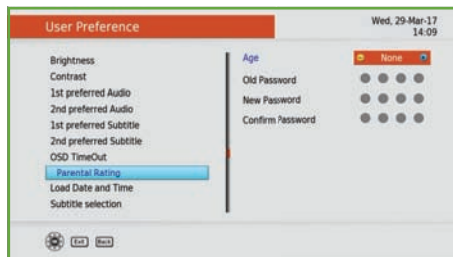 User Preference
Wed, 29-Mar-17
14:09
Brightness
Contrast
1st preferred Audio
2nd preferred Audio
1st preferred Subtitle
2nd preferred Subtitle
OSD TimeOut
Parental Rating
Load Date and Time
Subtitle selection
Age
None
Old Password
New Password
Confirm Password
Exit
Back